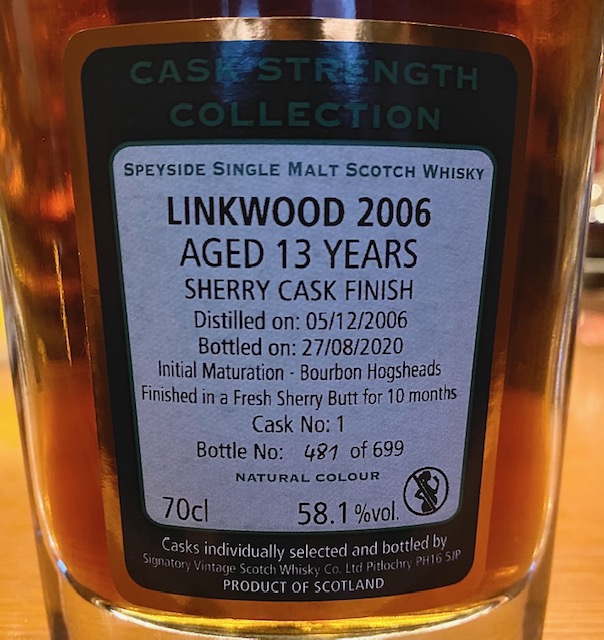 CASK STRENGTH
COLLECTION
SPEYSIDE SINGLE MALT SCOTCH WHISKY
LINKWOOD 2006
AGED 13 YEARS
SHERRY CASK FINISH
Distilled on: 05/12/2006
Bottled on: 27/08/2020
Initial Maturation - Bourbon Hogsheads
Finished in a Fresh Sherry Butt for 10 months
Cask No: 1
Bottle No: 481 of 699
NATURAL COLOUR
70cl 58.1 %vol.
Casks individually selected and bottled by
Signatory Vintage Scotch Whisky Co. Ltd Pitlochry PH16 5JP
PRODUCT OF SCOTLAND